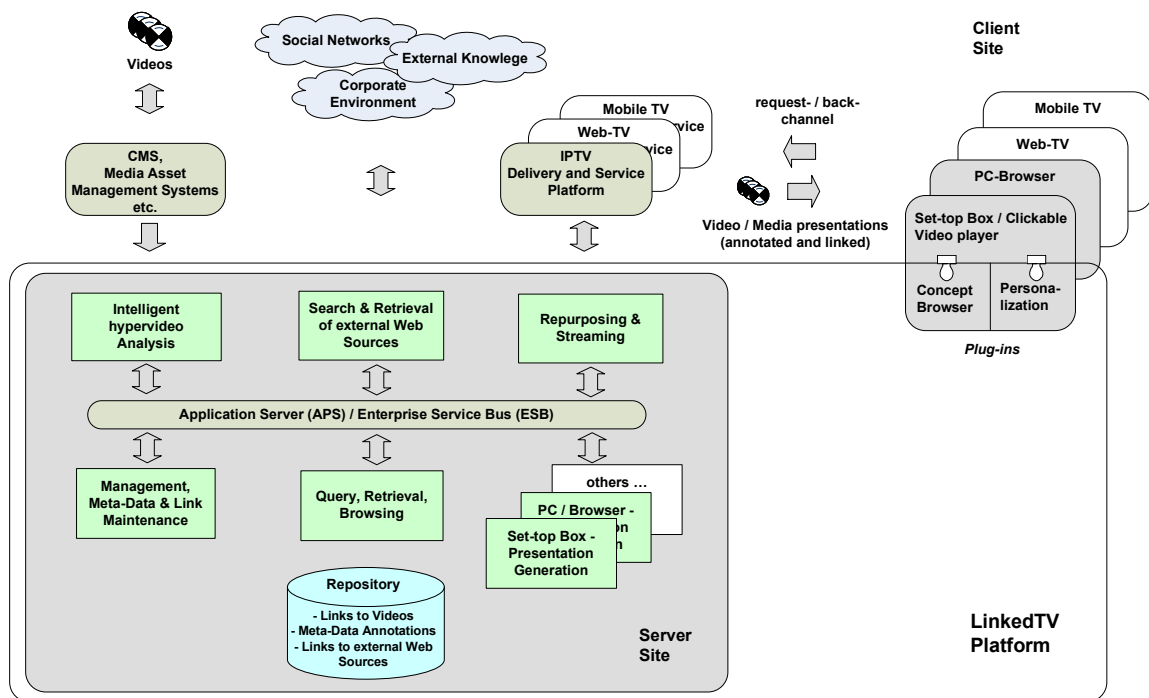 Videos
Social Networks
External Knowlege
Corporate
Environment
Client
Site
CMS,
Media Asset
Management Systems
etc.
Mobile TV
rvice
Web-TV
vice
IPTV
Delivery and Service
Platform
request- / back-
channel
Video / Media presentations
(annotated and linked)
Mobile TV
Web-TV
PC-Browser
Set-top Box / Clickable
Video player
Concept
Browser
Persona-
lization
Plug-ins
Intelligent
hypervideo
Analysis
Search & Retrieval
of external Web
Sources
Repurposing &
Streaming
Application Server (APS) / Enterprise Service Bus (ESB)
Management,
Meta-Data & Link
Maintenance
Query, Retrieval,
Browsing
others …
PC / Browser -
on
n
Set-top Box -
Presentation
Generation
Repository
- Links to Videos
- Meta-Data Annotations
- Links to external Web
Sources
Server
Site
LinkedTV
Platform